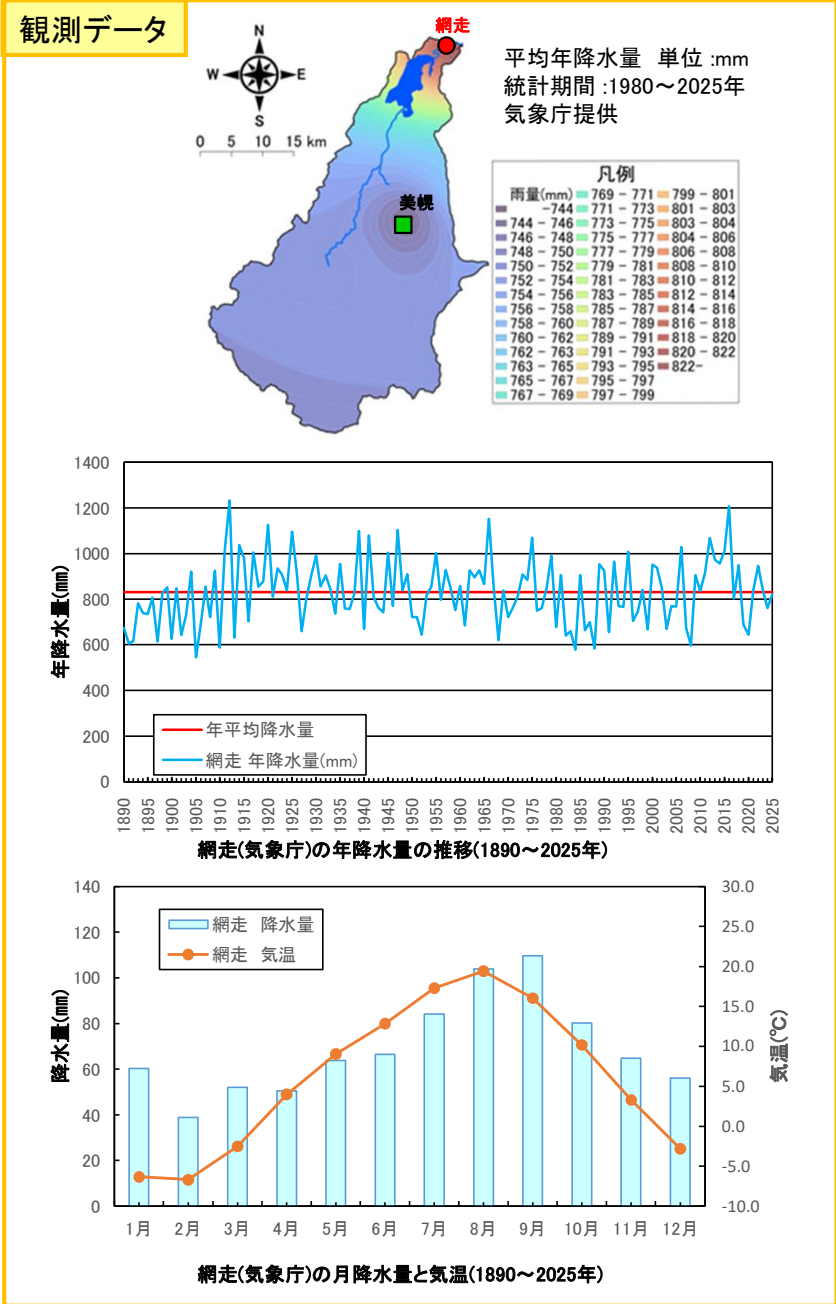 観測データ
網走
N
W
E
S
0 5 10 15 km
平均年降水量 単位 :mm
統計期間 :1980～2025年
気象庁提供
美幌
凡例
雨量(mm)
-744
744 - 746
746 - 748
748 - 750
750 - 752
752 - 754
754 - 756
756 - 758
758 - 760
760 - 762
762 - 763
763 - 765
765 - 767
767 - 769
769 - 771
771 - 773
773 - 775
775 - 777
777 - 779
779 - 781
781 - 783
783 - 785
785 - 787
787 - 789
789 - 791
791 - 793
793 - 795
795 - 797
797 - 799
799 - 801
801 - 803
803 - 804
804 - 806
806 - 808
808 - 810
810 - 812
812 - 814
814 - 816
816 - 818
818 - 820
820 - 822
822-
年降水量(mm)
1400
1200
1000
800
600
400
200
0
年平均降水量
網走 年降水量(mm)
1890 1895 1900 1905 1910 1915 1920 1925 1930 1935 1940 1945 1950 1955 1960 1965 1970 1975 1980 1985 1990 1995 2000 2005 2010 2015 2020 2025
網走(気象庁)の年降水量の推移(1890～2025年)
降水量(mm)
140
120
100
80
60
40
20
0
網走 降水量
網走 気温
30.0
25.0
20.0
15.0
10.0
5.0
0.0
-5.0
-10.0
気温(℃)
1月 2月 3月 4月 5月 6月 7月 8月 9月 10月 11月 12月
網走(気象庁)の月降水量と気温(1890～2025年)